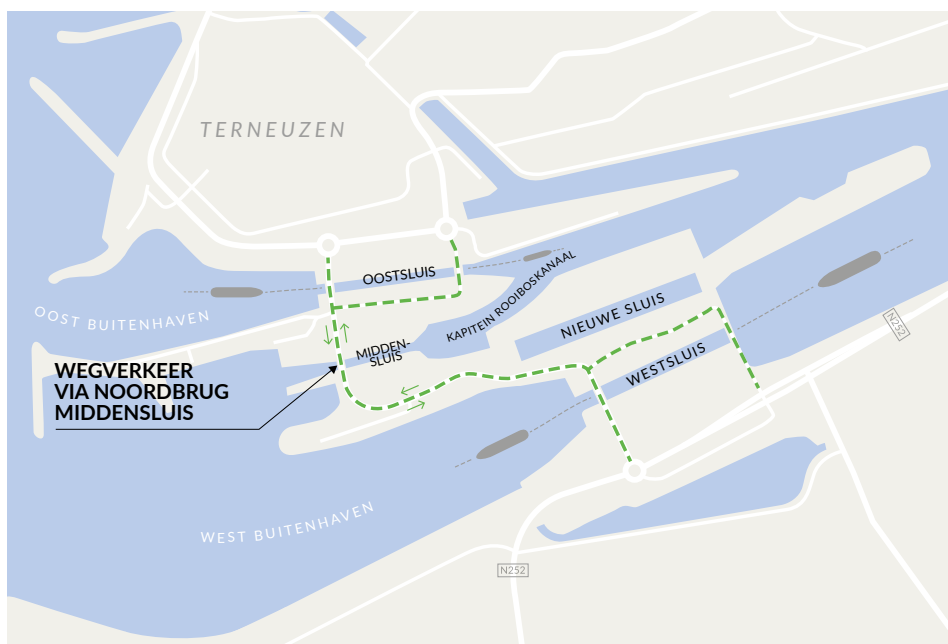 TERNEUZEN
OOSTSLUIS
KAPITEIN ROOIBOSKANAAL
OOST BUITENHAVEN
NIEUWE SLUIS
N252
MIDDEN-
SLUIS
WESTSLUIS
WEGVERKEER
VIA NOORDBRUG
MIDDENSLUIS
WEST BUITENHAVEN
N252